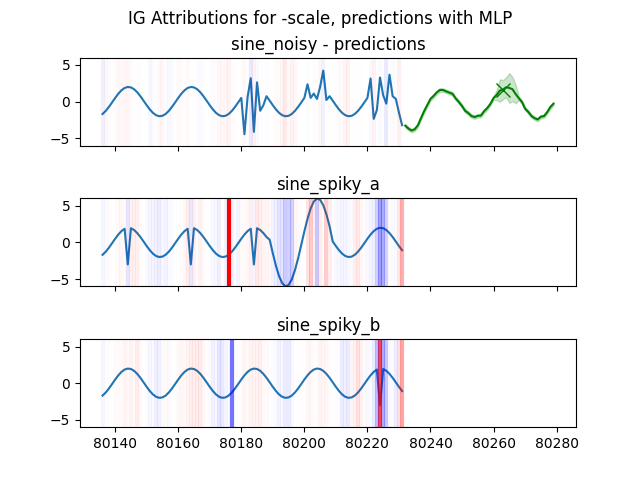 IG Attributions for -scale, predictions with MLP
sine_noisy - predictions
5
0
−5
sine_spiky_a
5
0
−5
sine_spiky_b
5
0
−5
80140 80160 80180 80200 80220 80240 80260 80280